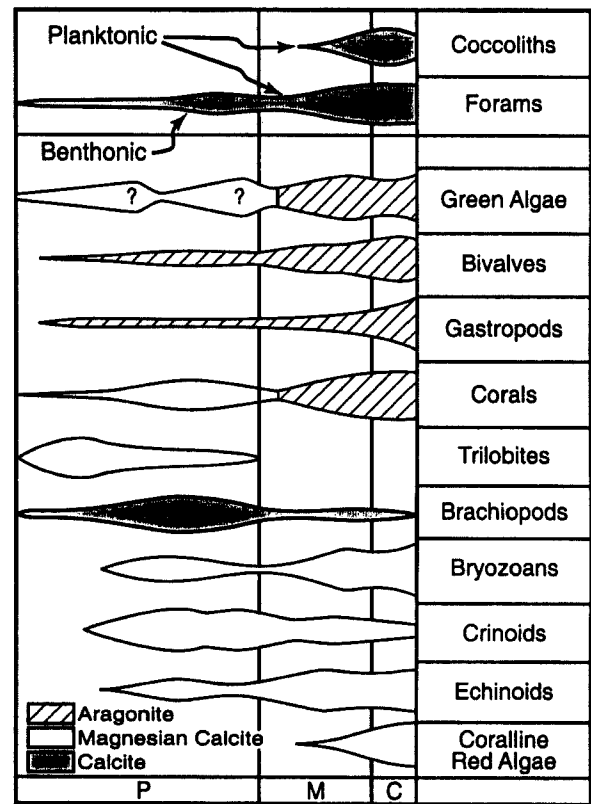 Planktonic
Coccoliths
Forams
Benthonic
? ?
Green Algae
Bivalves
Gastropods
Corals
Trilobites
Brachiopods
Bryozoans
Crinoids
Echinoids
Aragonite
Magnesian Calcite
Calcite
Coralline
Red Algae
P M C